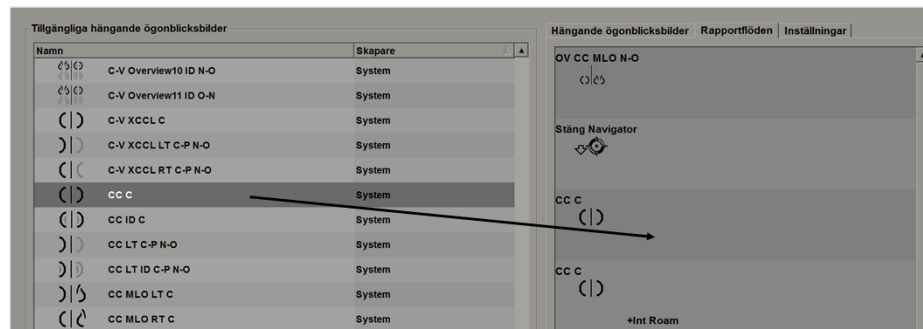 Tillgängliga hängande ögonblicksbilder
Namn Skapare
C-V Overview10 ID N-O System
C-V Overview11 ID O-N System
C-V XCCL C System
C-V XCCL LT C-P N-O System
C-V XCCL RT C-P N-O System
CC C System
CC ID C System
CC LT C-P N-O System
CC LT ID C-P N-O System
CC MLO LT C System
CC MLO RT C System
Hängande ögonblicksbilder Rapportflöden Inställningar
OV CC MLO N-O
Stäng Navigator
CC C
CC C
+Int Roam